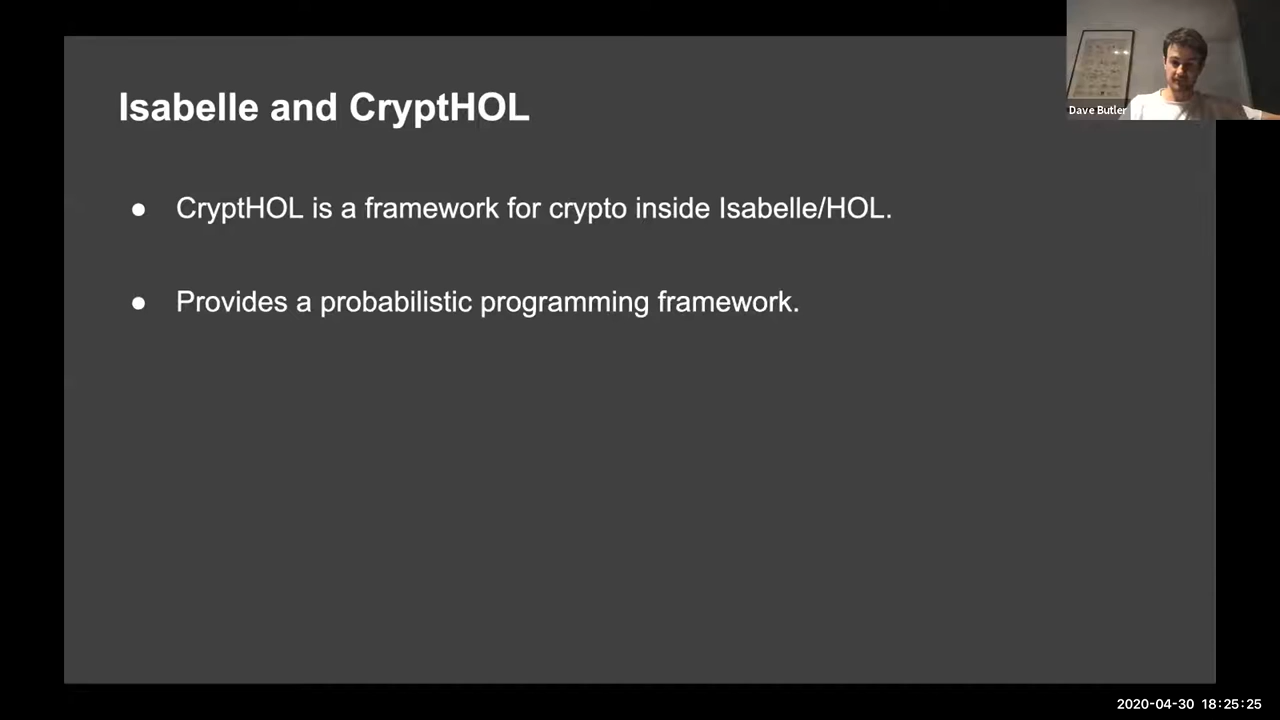 Isabelle and CryptHOL
● CryptHOL is a framework for crypto inside Isabelle/HOL.
● Provides a probabilistic programming framework.
Dave Butler
2020-04-30 18:25:25